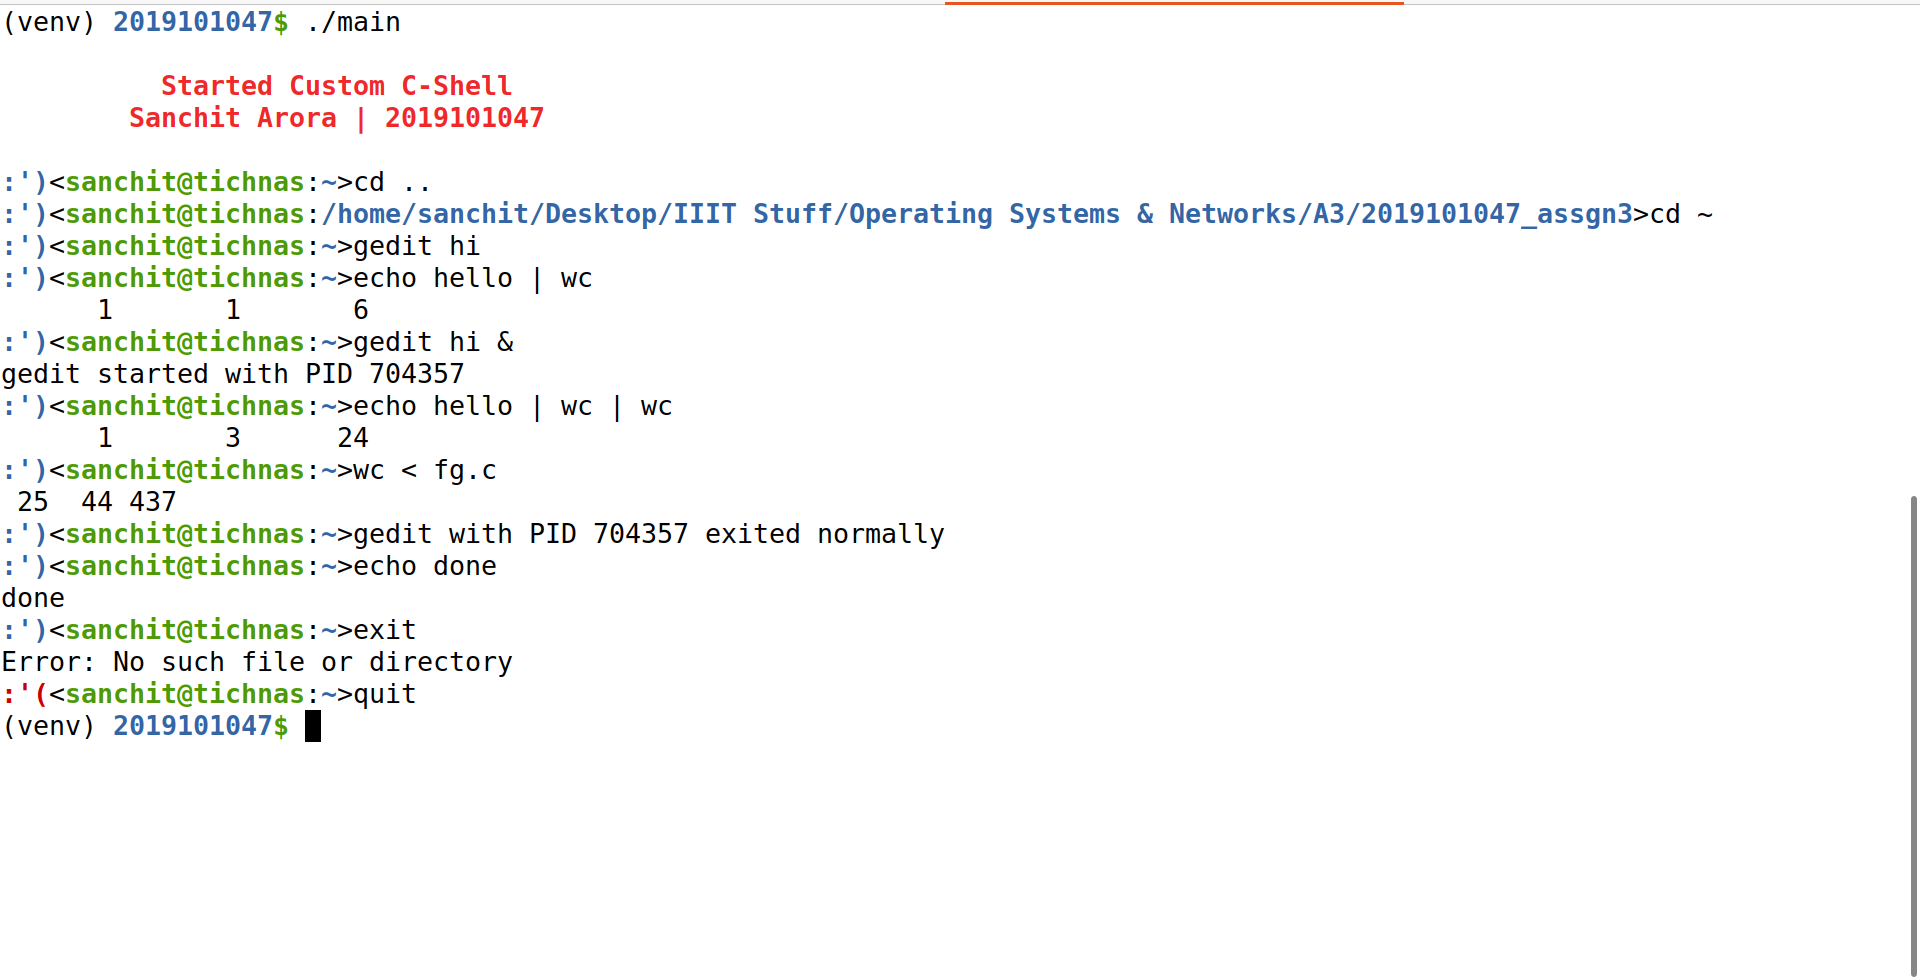 (venv) 2019101047$ ./main
Started Custom C-Shell
Sanchit Arora | 2019101047
:')<sanchit@tichnas:~>cd ..
:')<sanchit@tichnas:/home/sanchit/Desktop/IIIT Stuff/Operating Systems & Networks/A3/2019101047_assgn3>cd ~
:')<sanchit@tichnas:~>gedit hi
:')<sanchit@tichnas:~>echo hello | wc
      1       1       6
:')<sanchit@tichnas:~>gedit hi &
gedit started with PID 704357
:')<sanchit@tichnas:~>echo hello | wc | wc
      1       3      24
:')<sanchit@tichnas:~>wc < fg.c
 25  44 437
:')<sanchit@tichnas:~>gedit with PID 704357 exited normally
:')<sanchit@tichnas:~>echo done
done
:')<sanchit@tichnas:~>exit
Error: No such file or directory
:'(<sanchit@tichnas:~>quit
(venv) 2019101047$